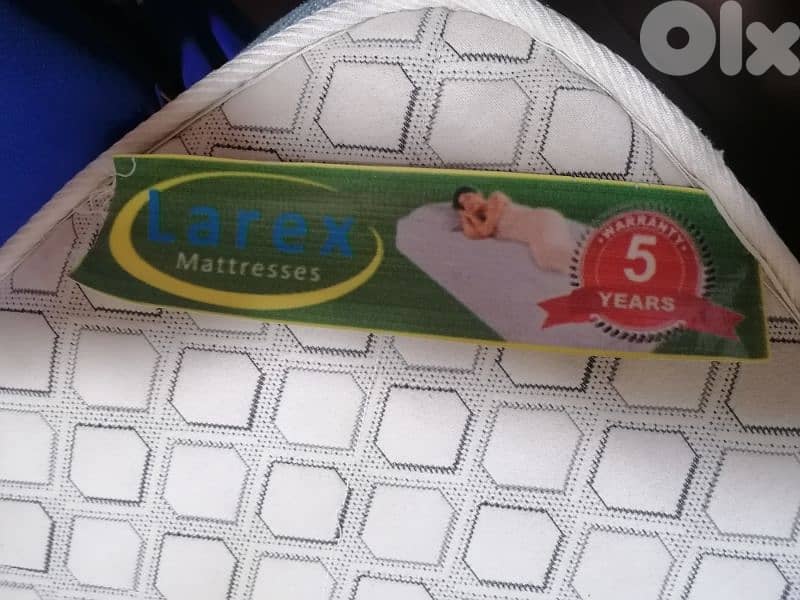 Olx
Larex
Mattresses
WARRANTY
5
YEARS